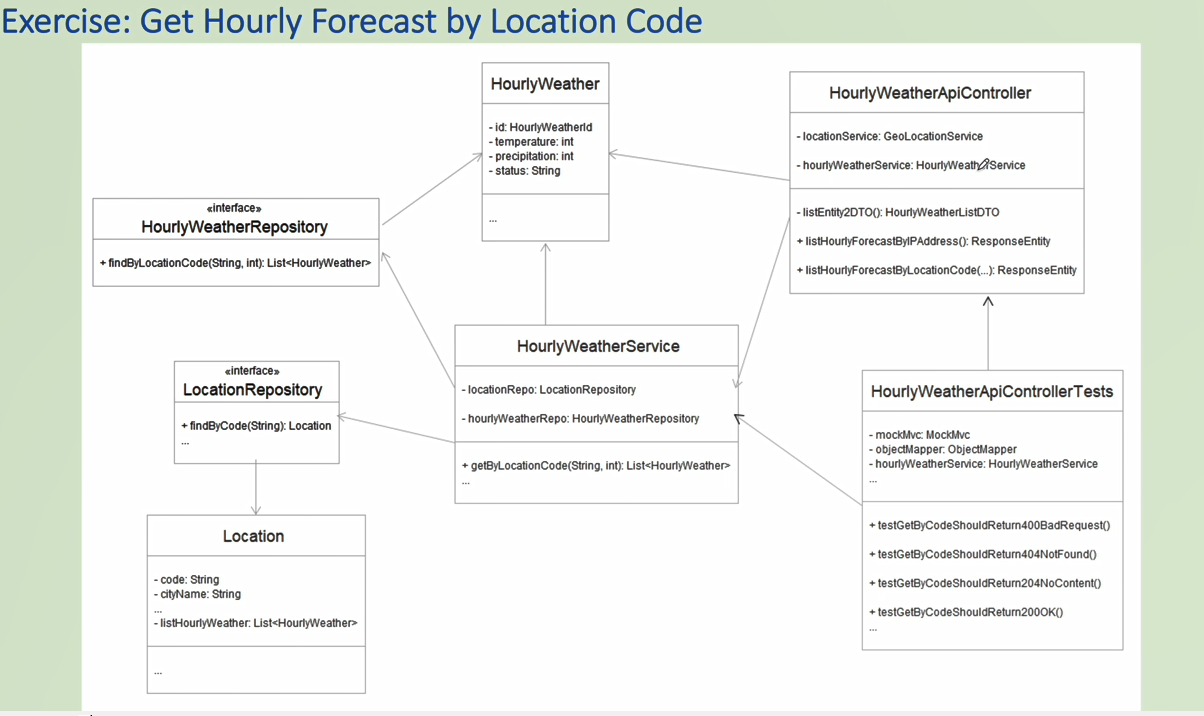 Exercise: Get Hourly Forecast by Location Code
HourlyWeather
- id: HourlyWeatherId
- temperature: int
- precipitation: int
- status: String
...
HourlyWeatherApiController
- locationService: GeoLocationService
- hourlyWeatherService: HourlyWeatherService
- listEntity2DTO(): HourlyWeatherListDTO
+ listHourlyForecastByIPAddress(): ResponseEntity
+ listHourlyForecastByLocationCode(...): ResponseEntity
«interface»
HourlyWeatherRepository
+ findByLocationCode(String, int): List<HourlyWeather>
HourlyWeatherService
- locationRepo: LocationRepository
- hourlyWeatherRepo: HourlyWeatherRepository
+ getByLocationCode(String, int): List<HourlyWeather>
...
«interface»
LocationRepository
+ findByCode(String): Location
...
HourlyWeatherApiControllerTests
- mockMvc: MockMvc
- objectMapper: ObjectMapper
- hourlyWeatherService: HourlyWeatherService
...
+ testGetByCodeShouldReturn400BadRequest()
+ testGetByCodeShouldReturn404NotFound()
+ testGetByCodeShouldReturn204NoContent()
+ testGetByCodeShouldReturn200OK()
...
Location
- code: String
- cityName: String
...
- listHourlyWeather: List<HourlyWeather>
...